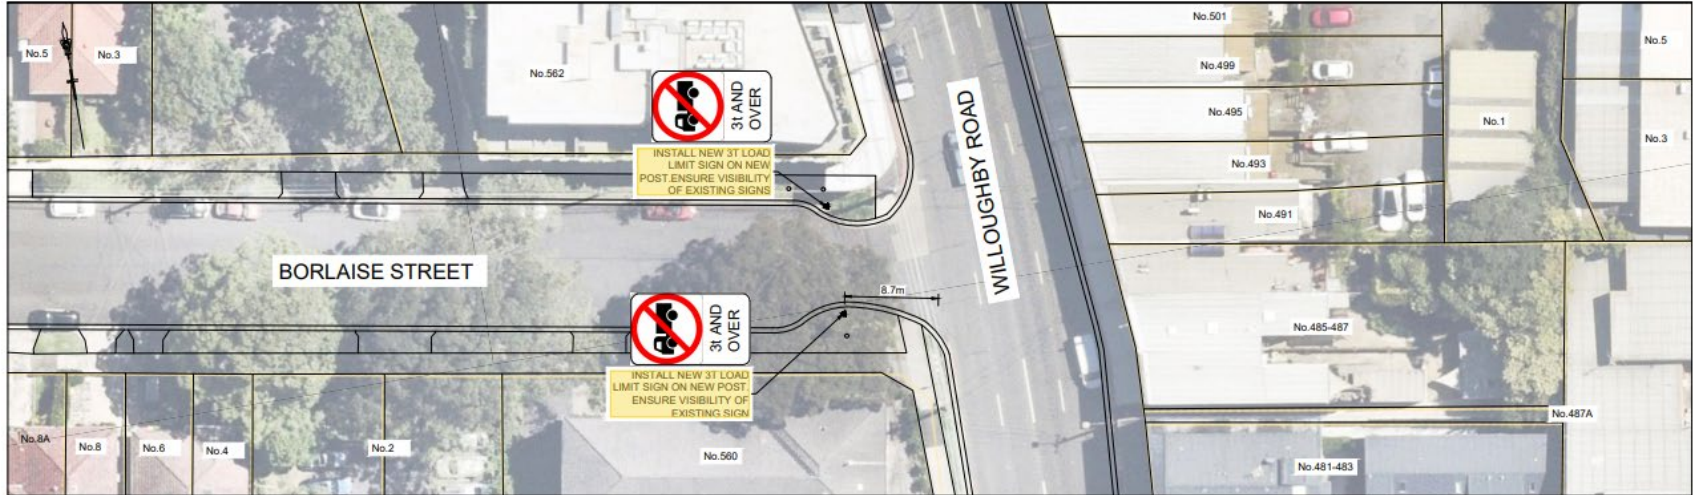 No.5
No.3
No.562
3t AND
OVER
INSTALL NEW 3T LOAD
LIMIT SIGN ON NEW
POST.ENSURE VISIBILITY
OF EXISTING SIGNS
WILLOUGHBY ROAD
No.501
No.499
No.495
No.493
No.491
No.1
No.5
No.3
BORLAISE STREET
8.7m
3t AND
OVER
INSTALL NEW 3T LOAD
LIMIT SIGN ON NEW POST.
ENSURE VISIBILITY OF
EXISTING SIGN
No.485-487
No.487A
No.481-483
No.8A
No.8
No.6
No.4
No.2
No.560